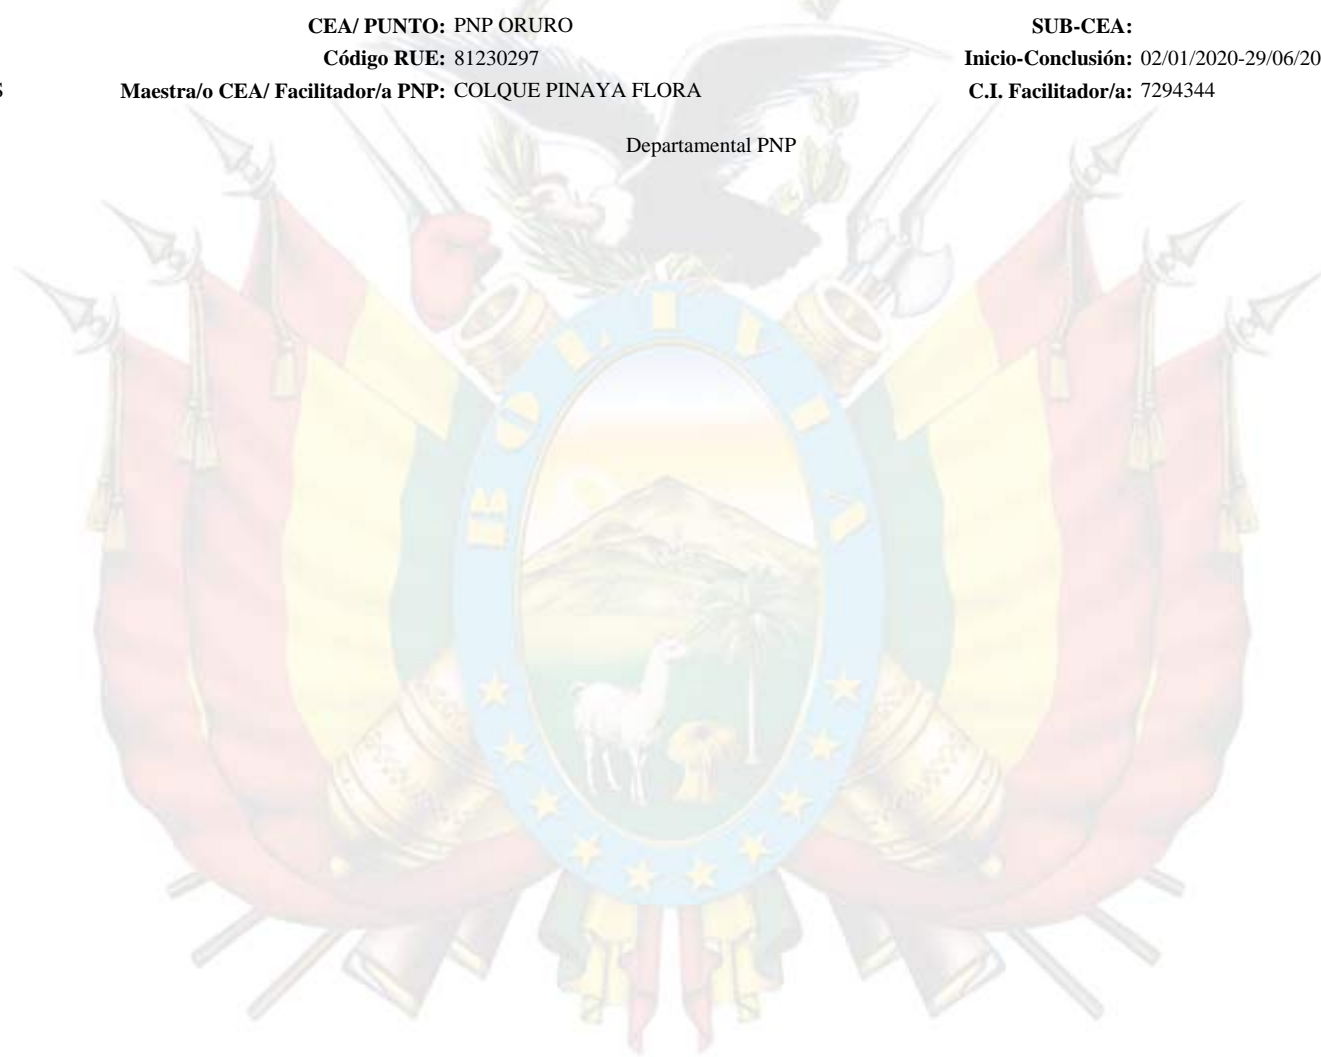 CEA/ PUNTO: PNP ORURO SUB-CEA:
Código RUE: 81230297 Inicio-Conclusión: 02/01/2020-29/06/20
S Maestra/o CEA/ Facilitador/a PNP: COLQUE PINAYA FLORA C.I. Facilitador/a: 7294344
Departamental PNP
BOLIVIA